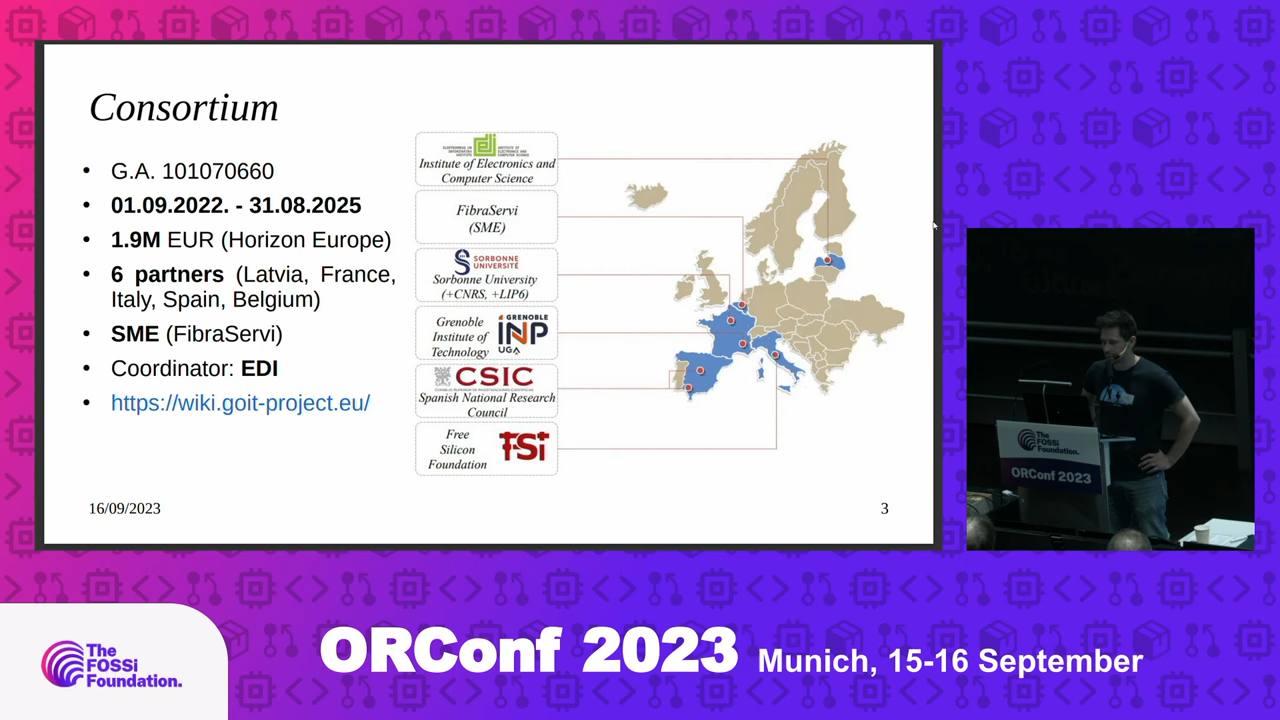 Consortium
• G.A. 101070660
• 01.09.2022. - 31.08.2025
• 1.9M EUR (Horizon Europe)
• 6 partners (Latvia, France,
Italy, Spain, Belgium)
• SME (FibraServi)
• Coordinator: EDI
• https://wiki.goit-project.eu/
edi
Institute of Electronics and
Computer Science
FibraServi
(SME)
SORBONNE
UNIVERSITÉ
Sorbonne University
(+CNRS, +LIP6)
Grenoble
Institute of
Technology
GRENOBLE
INP
UGA
CSIC
Spanish National Research
Council
Free
Silicon
Foundation
fSi
16/09/2023
3
The
FOSSi
Foundation.
ORConf 2023
The
FOSSi
Foundation.
ORConf 2023 Munich, 15-16 September